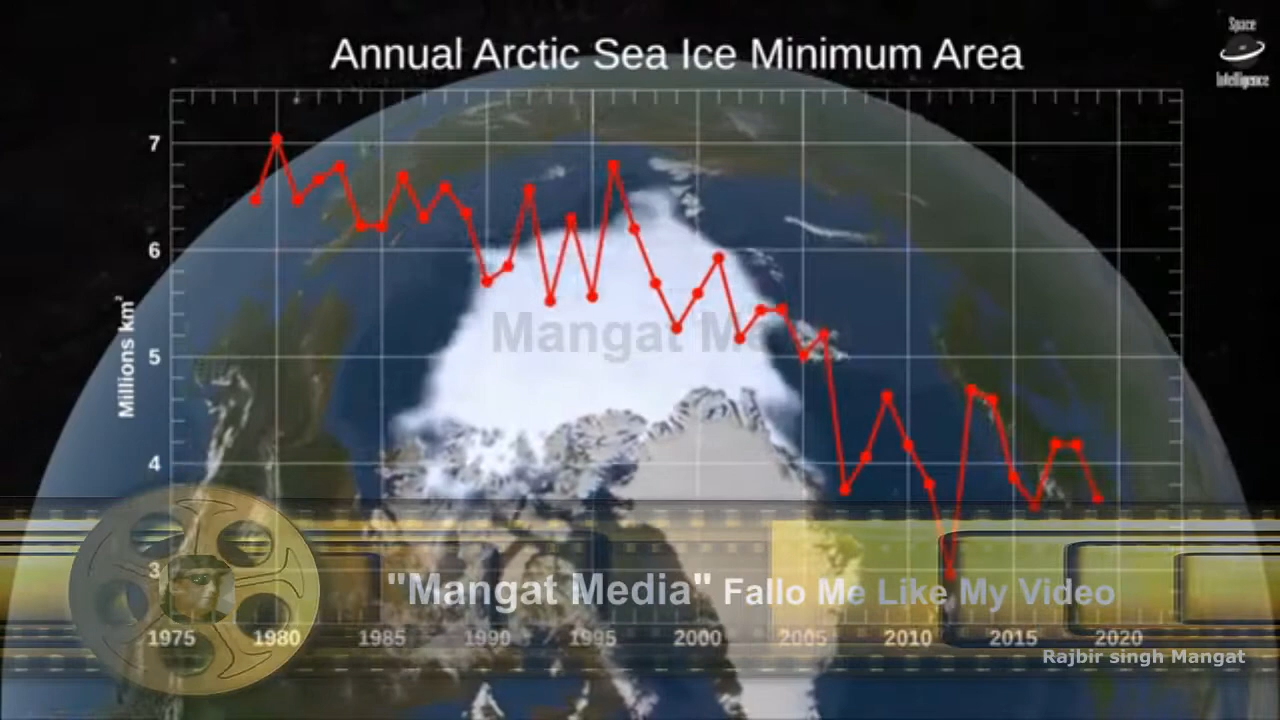 Space
Intelligence
Annual Arctic Sea Ice Minimum Area
7
6
5
4
3
Millions km²
Mangat M
"Mangat Media" Fallo Me Like My Video
1975 1980 1985 1990 1995 2000 2005 2010 2015 2020
Rajbir singh Mangat